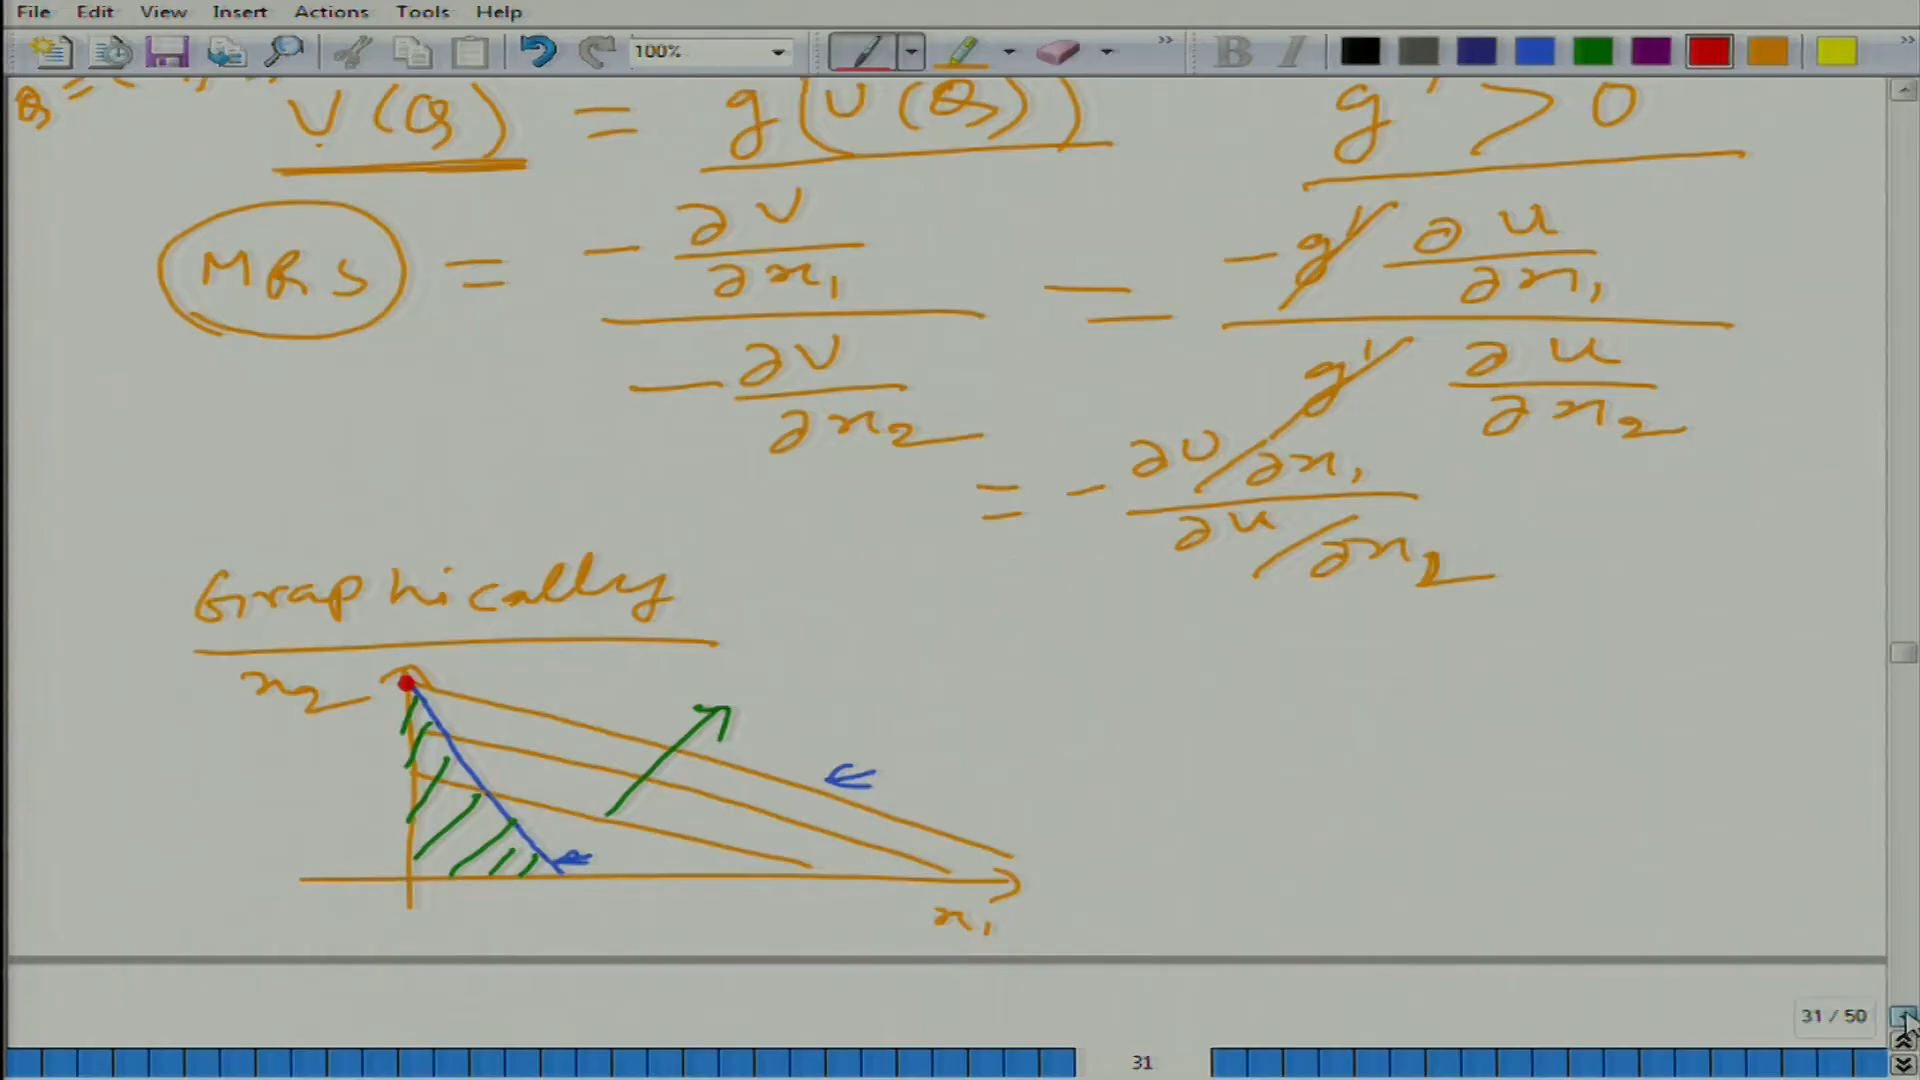 File Edit View Insert Actions Tools Help
100% B I
V(Q) = g(U(Q)) g' > 0
MRS = - ∂V/∂x₁ / - ∂V/∂x₂ = - g' ∂u/∂x₁ / g' ∂u/∂x₂
= - ∂U/∂x₁ / ∂u/∂x₂
Graphically
x₂
x₁
31 / 50
31